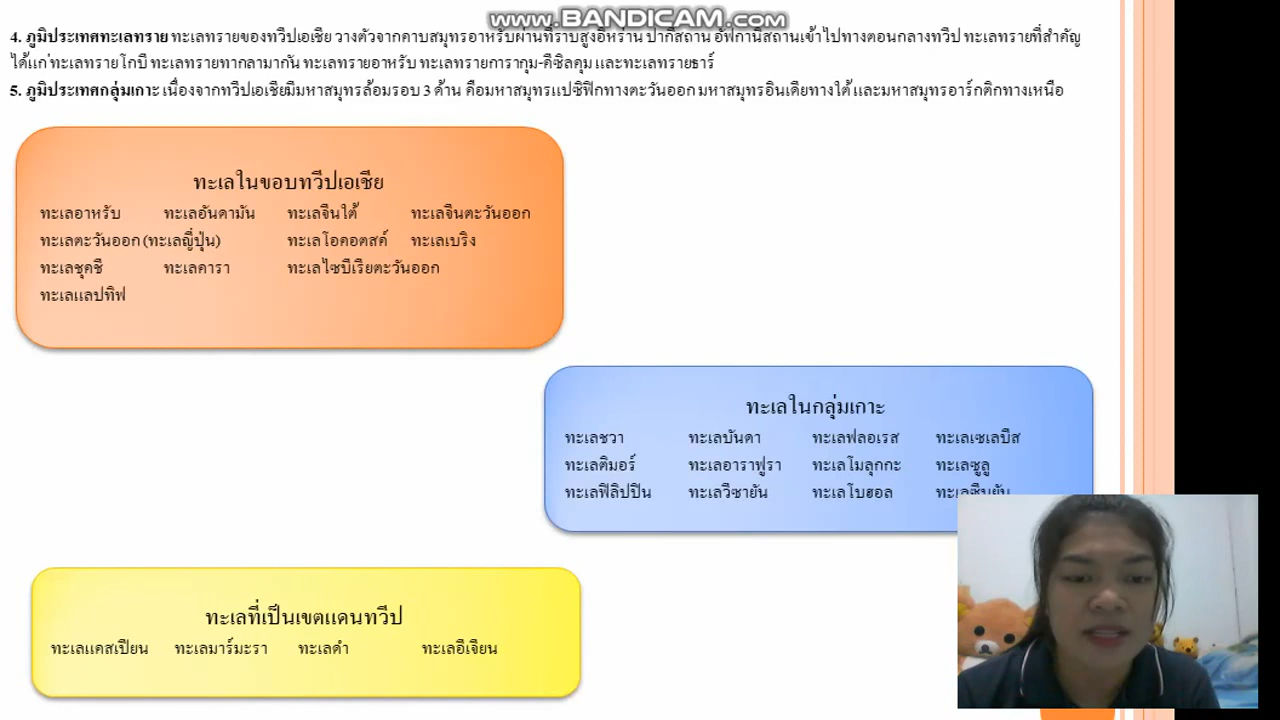 www.BANDICAM.com
4. ภูมิประเทศทะเลทราย ทะเลทรายของทวีปเอเชีย วางตัวจากคาบสมุทรอาหรับผ่านที่ราบสูงอิหร่าน ปากีสถาน อัฟกานิสถานเข้าไปทางตอนกลางทวีป ทะเลทรายที่สำคัญ
ได้แก่ ทะเลทรายโกบี ทะเลทรายทากลามากัน ทะเลทรายอาหรับ ทะเลทรายการากุม-คีซิลคุม และทะเลทรายธาร์
5. ภูมิประเทศกลุ่มเกาะ เนื่องจากทวีปเอเชียมีมหาสมุทรล้อมรอบ 3 ด้าน คือมหาสมุทรแปซิฟิกทางตะวันออก มหาสมุทรอินเดียทางใต้ และมหาสมุทรอาร์กติกทางเหนือ
ทะเลในขอบทวีปเอเชีย
ทะเลอาหรับ ทะเลอันดามัน ทะเลจีนใต้ ทะเลจีนตะวันออก
ทะเลตะวันออก (ทะเลญี่ปุ่น) ทะเลโอคอตสค์ ทะเลเบริง
ทะเลชุคชี ทะเลคารา ทะเลไซบีเรียตะวันออก
ทะเลแลปทิฟ
ทะเลในกลุ่มเกาะ
ทะเลชวา ทะเลบันดา ทะเลฟลอเรส ทะเลเซเลบีส
ทะเลติมอร์ ทะเลอาราฟูรา ทะเลโมลุกกะ ทะเลซูลู
ทะเลฟิลิปปิน ทะเลวีซายัน ทะเลโบฮอล
ทะเลที่เป็นเขตแดนทวีป
ทะเลแคสเปียน ทะเลมาร์มะรา ทะเลดำ ทะเลอีเจียน